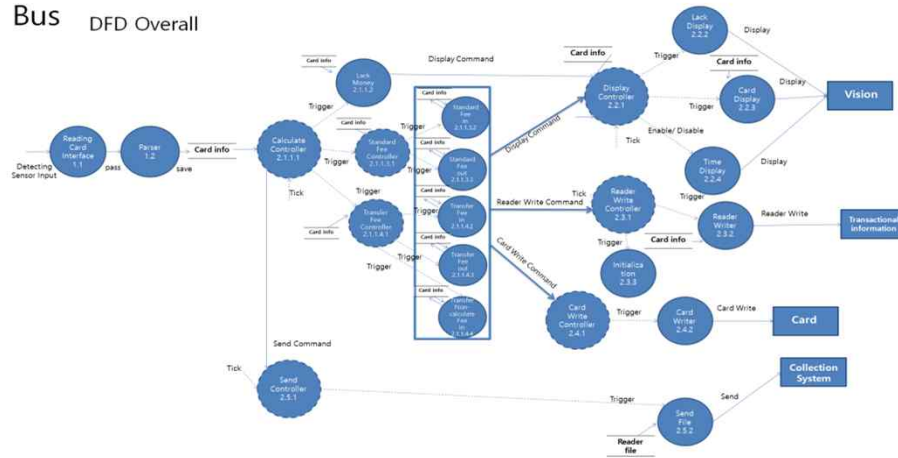 Bus
DFD Overall
Reading
Card
Interface
1.1
Detecting
Sensor Input
pass
Parser
1.2
save
Card info
Calculate
Controller
2.1.1.1
Tick
Trigger
Card info
Lack
Money
2.1.1.2
Display Command
Trigger
Card info
Standard
Fee
Controller
2.1.1.3.1
Trigger
Trigger
Card info
Transfer Fee
Controller
2.1.1.4.1
Trigger
Trigger
Trigger
Card info
Standard
Fee
in
2.1.1.3.2
Card info
Standard
Fee
out
2.1.1.3.3
Card info
Transfer
Fee
in
2.1.1.4.2
Card info
Transfer
Fee
out
2.1.1.4.3
Card info
Transfer
Non-
calculate
Fee
in
2.1.1.4.4
Display Command
Reader Write Command
Card Write Command
Card info
Display
Controller
2.2.1
Tick
Trigger
Lack
Display
2.2.2
Display
Card info
Trigger
Card
Display
2.2.3
Display
Enable/ Disable
Time
Display
2.2.4
Display
Vision
Tick
Reader
Write
Controller
2.3.1
Trigger
Reader
Writer
2.3.2
Card info
Reader Write
Transactional
information
Trigger
Initializa
tion
2.3.3
Card
Write
Controller
2.4.1
Trigger
Card
Writer
2.4.2
Card Write
Card
Send Command
Tick
Send
Controller
2.5.1
Trigger
Send
File
2.5.2
Reader
file
Send
Collection
System